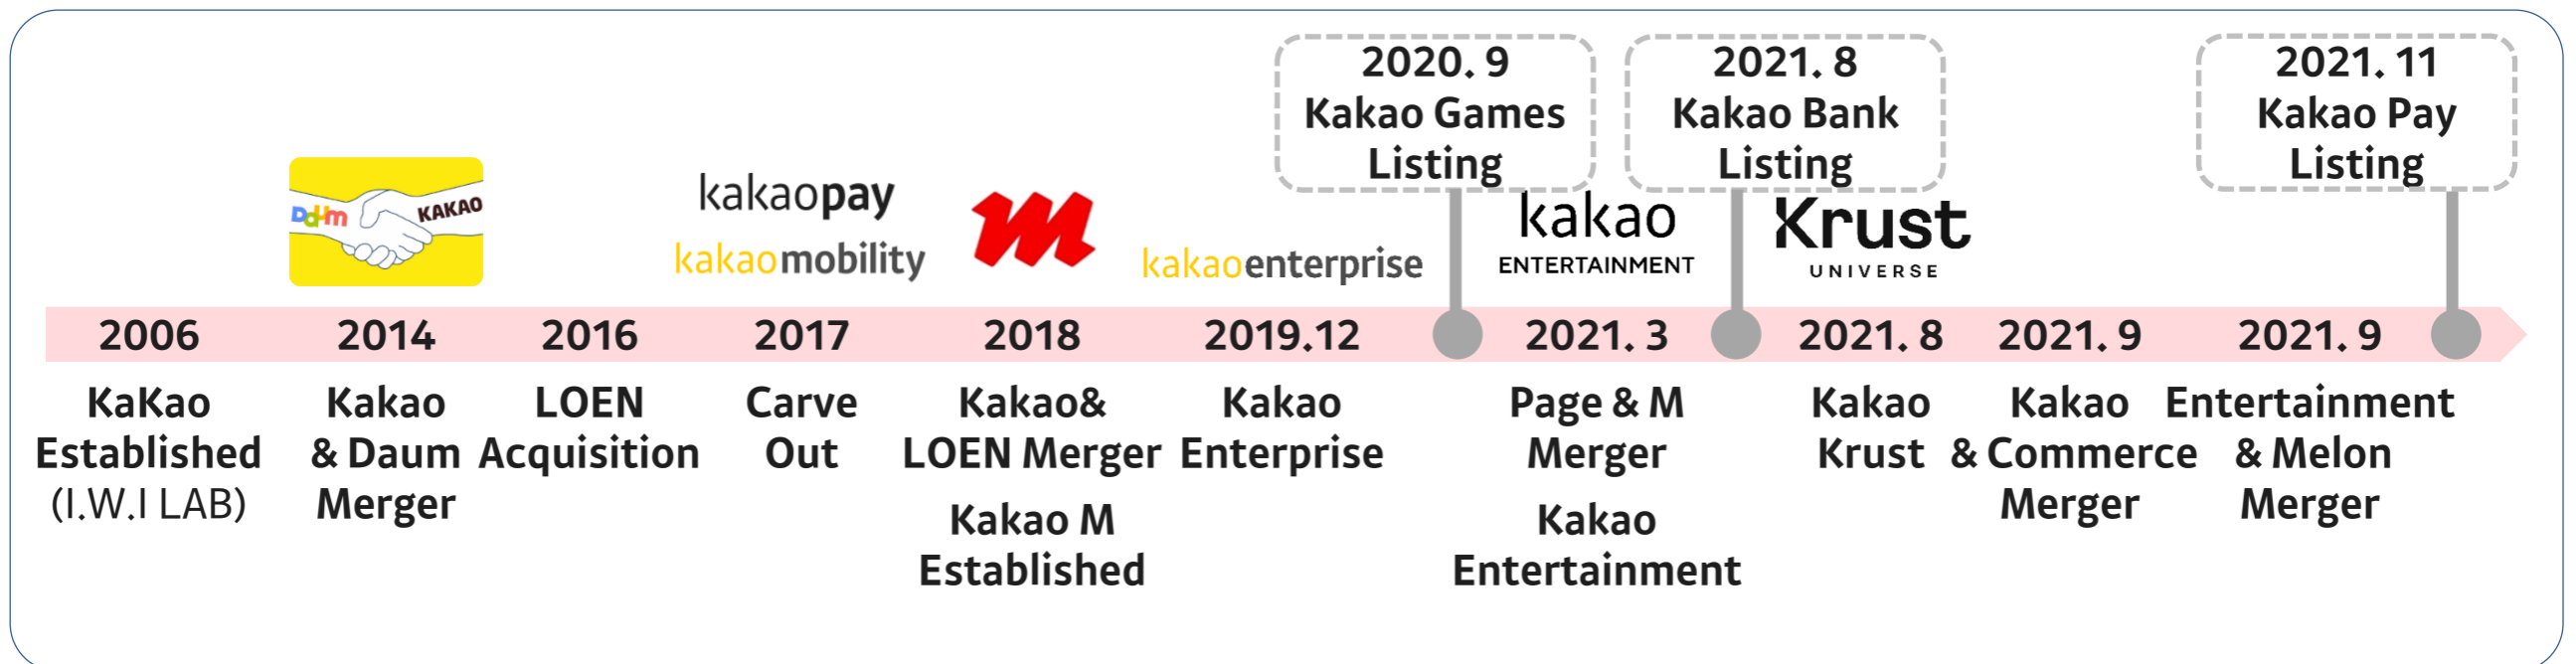 2020. 9
Kakao Games
Listing
2021. 8
Kakao Bank
Listing
2021. 11
Kakao Pay
Listing
Daum
KAKAO
kakaopay
kakaomobility
m
kakaoenterprise
kakao
ENTERTAINMENT
Krust
UNIVERSE
2006
2014
2016
2017
2018
2019.12
2021. 3
2021. 8
2021. 9
2021. 9
KaKao
Established
(I.W.I LAB)
Kakao
& Daum
Merger
LOEN
Acquisition
Carve
Out
Kakao&
LOEN Merger
Kakao M
Established
Kakao
Enterprise
Page & M
Merger
Kakao
Entertainment
Kakao
Krust
Kakao
& Commerce
Merger
Entertainment
& Melon
Merger